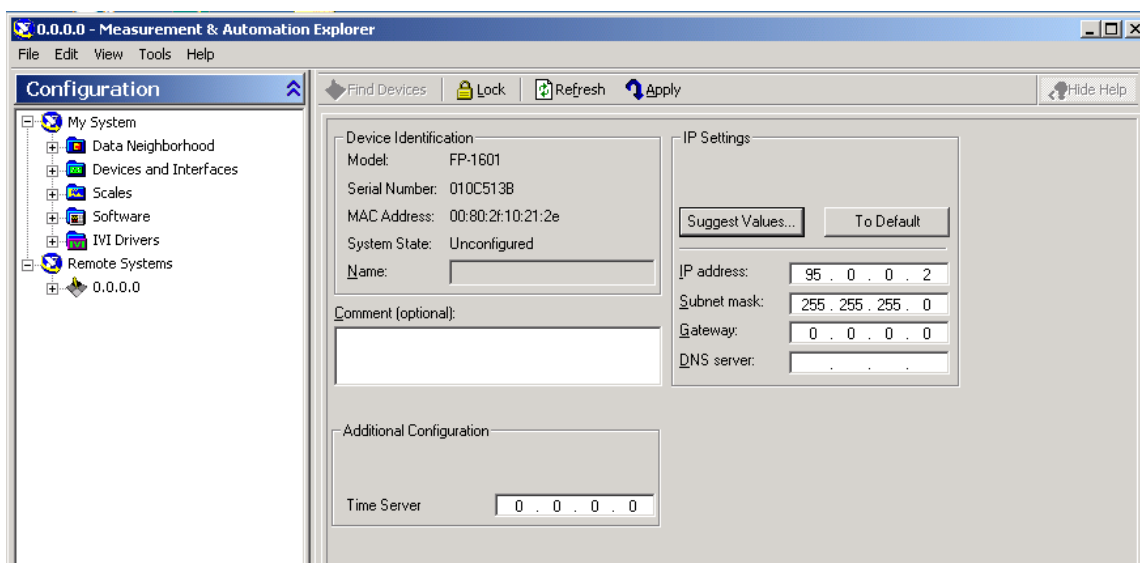 0.0.0.0 - Measurement & Automation Explorer
File Edit View Tools Help
Configuration
Find Devices Lock Refresh Apply Hide Help
My System
Data Neighborhood
Devices and Interfaces
Scales
Software
IVI Drivers
Remote Systems
0.0.0.0
Device Identification
Model: FP-1601
Serial Number: 010C513B
MAC Address: 00:80:2f:10:21:2e
System State: Unconfigured
Name:
Comment (optional):
IP Settings
Suggest Values... To Default
IP address: 95 . 0 . 0 . 2
Subnet mask: 255 . 255 . 255 . 0
Gateway: 0 . 0 . 0 . 0
DNS server: . . .
Additional Configuration
Time Server 0 . 0 . 0 . 0